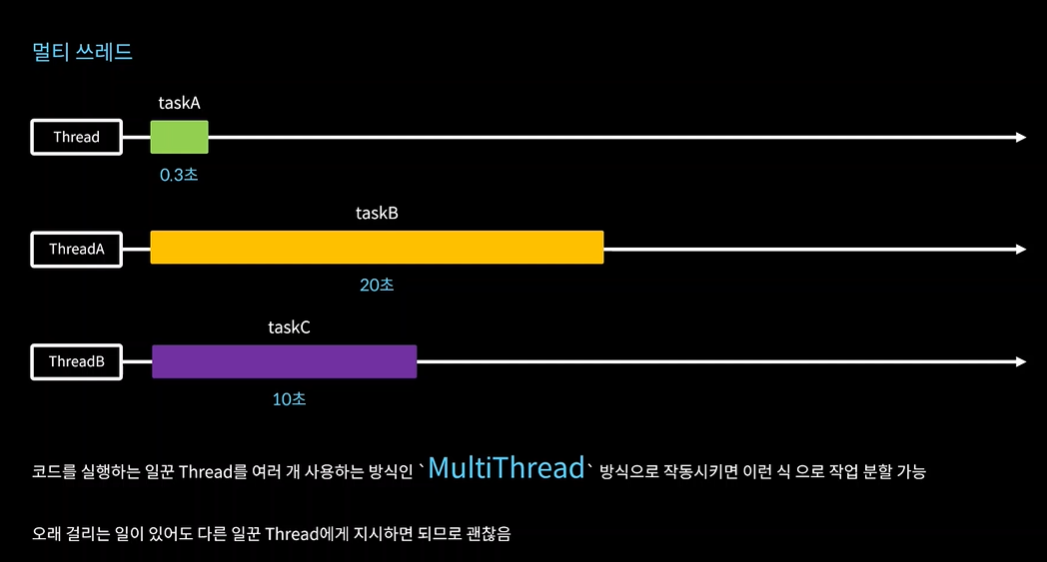 멀티 쓰레드
taskA
Thread
0.3초
taskB
ThreadA
20초
taskC
ThreadB
10초
코드를 실행하는 일꾼 Thread를 여러 개 사용하는 방식인 `MultiThread` 방식으로 작동시키면 이런 식 으로 작업 분할 가능
오래 걸리는 일이 있어도 다른 일꾼 Thread에게 지시하면 되므로 괜찮음